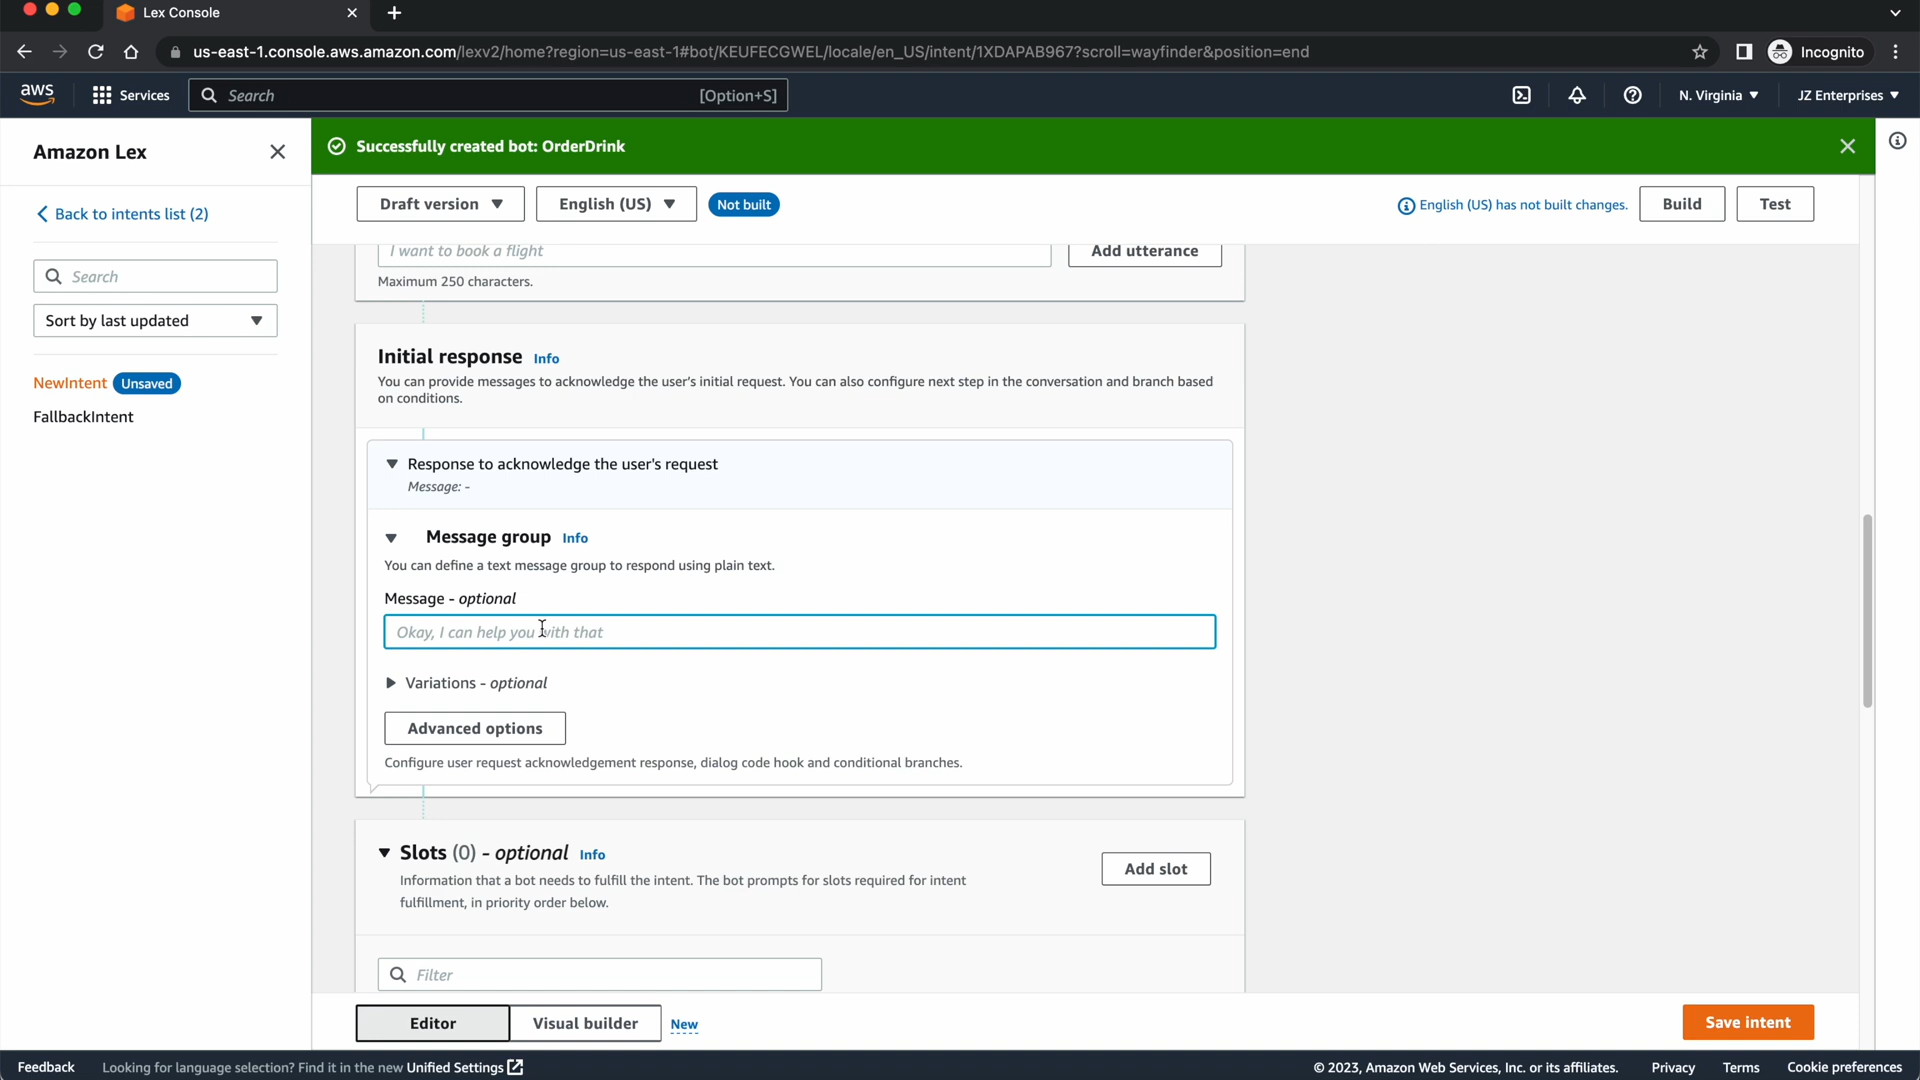 Lex Console
us-east-1.console.aws.amazon.com/lexv2/home?region=us-east-1#bot/KEUFECGWEL/locale/en_US/intent/1XDAPAB967?scroll=wayfinder&position=end
Incognito
aws
Services
Search
[Option+S]
N. Virginia
JZ Enterprises
Amazon Lex
Successfully created bot: OrderDrink
Back to intents list (2)
Draft version
English (US)
Not built
English (US) has not built changes.
Build
Test
Search
Sort by last updated
NewIntent
Unsaved
FallbackIntent
I want to book a flight
Add utterance
Maximum 250 characters.
Initial response Info
You can provide messages to acknowledge the user's initial request. You can also configure next step in the conversation and branch based
on conditions.
Response to acknowledge the user's request
Message: -
Message group Info
You can define a text message group to respond using plain text.
Message - optional
Okay, I can help you with that
Variations - optional
Advanced options
Configure user request acknowledgement response, dialog code hook and conditional branches.
Slots (0) - optional Info
Information that a bot needs to fulfill the intent. The bot prompts for slots required for intent
fulfillment, in priority order below.
Add slot
Filter
Editor
Visual builder
New
Save intent
Feedback
Looking for language selection? Find it in the new Unified Settings
© 2023, Amazon Web Services, Inc. or its affiliates.
Privacy
Terms
Cookie preferences